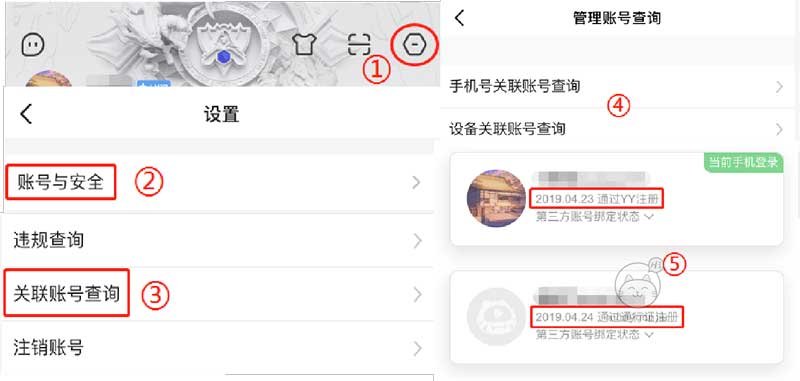 ①
设置
账号与安全 ②
违规查询
关联账号查询 ③
注销账号
管理账号查询
手机号关联账号查询
④
设备关联账号查询
当前手机登录
2019.04.23 通过YY注册
第三方账号绑定状态
⑤
Hi
2019.04.24 通过通行证注册
第三方账号绑定状态